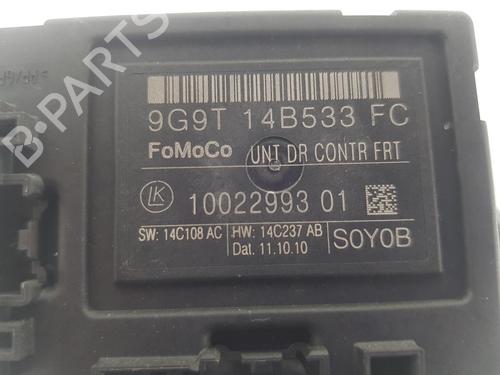 9G9T 14B533 FC
FoMoCo UNT DR CONTR FRT
LK 10022993 01
SW: 14C108 AC HW: 14C237 AB
Dat. 11.10.10 S0Y0B